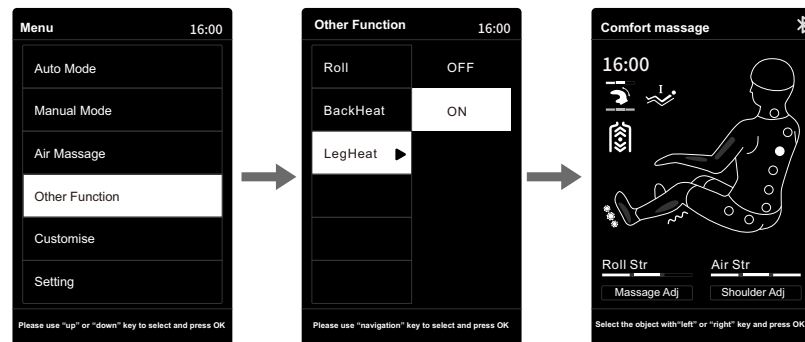 Menu 16:00
Auto Mode
Manual Mode
Air Massage
Other Function
Customise
Setting
Please use “up” or “down” key to select and press OK
Other Function 16:00
Roll OFF
BackHeat ON
LegHeat
Please use “navigation” key to select and press OK
Comfort massage
16:00
I
Roll Str Air Str
Massage Adj Shoulder Adj
Select the object with“left” or “right” key and press OK